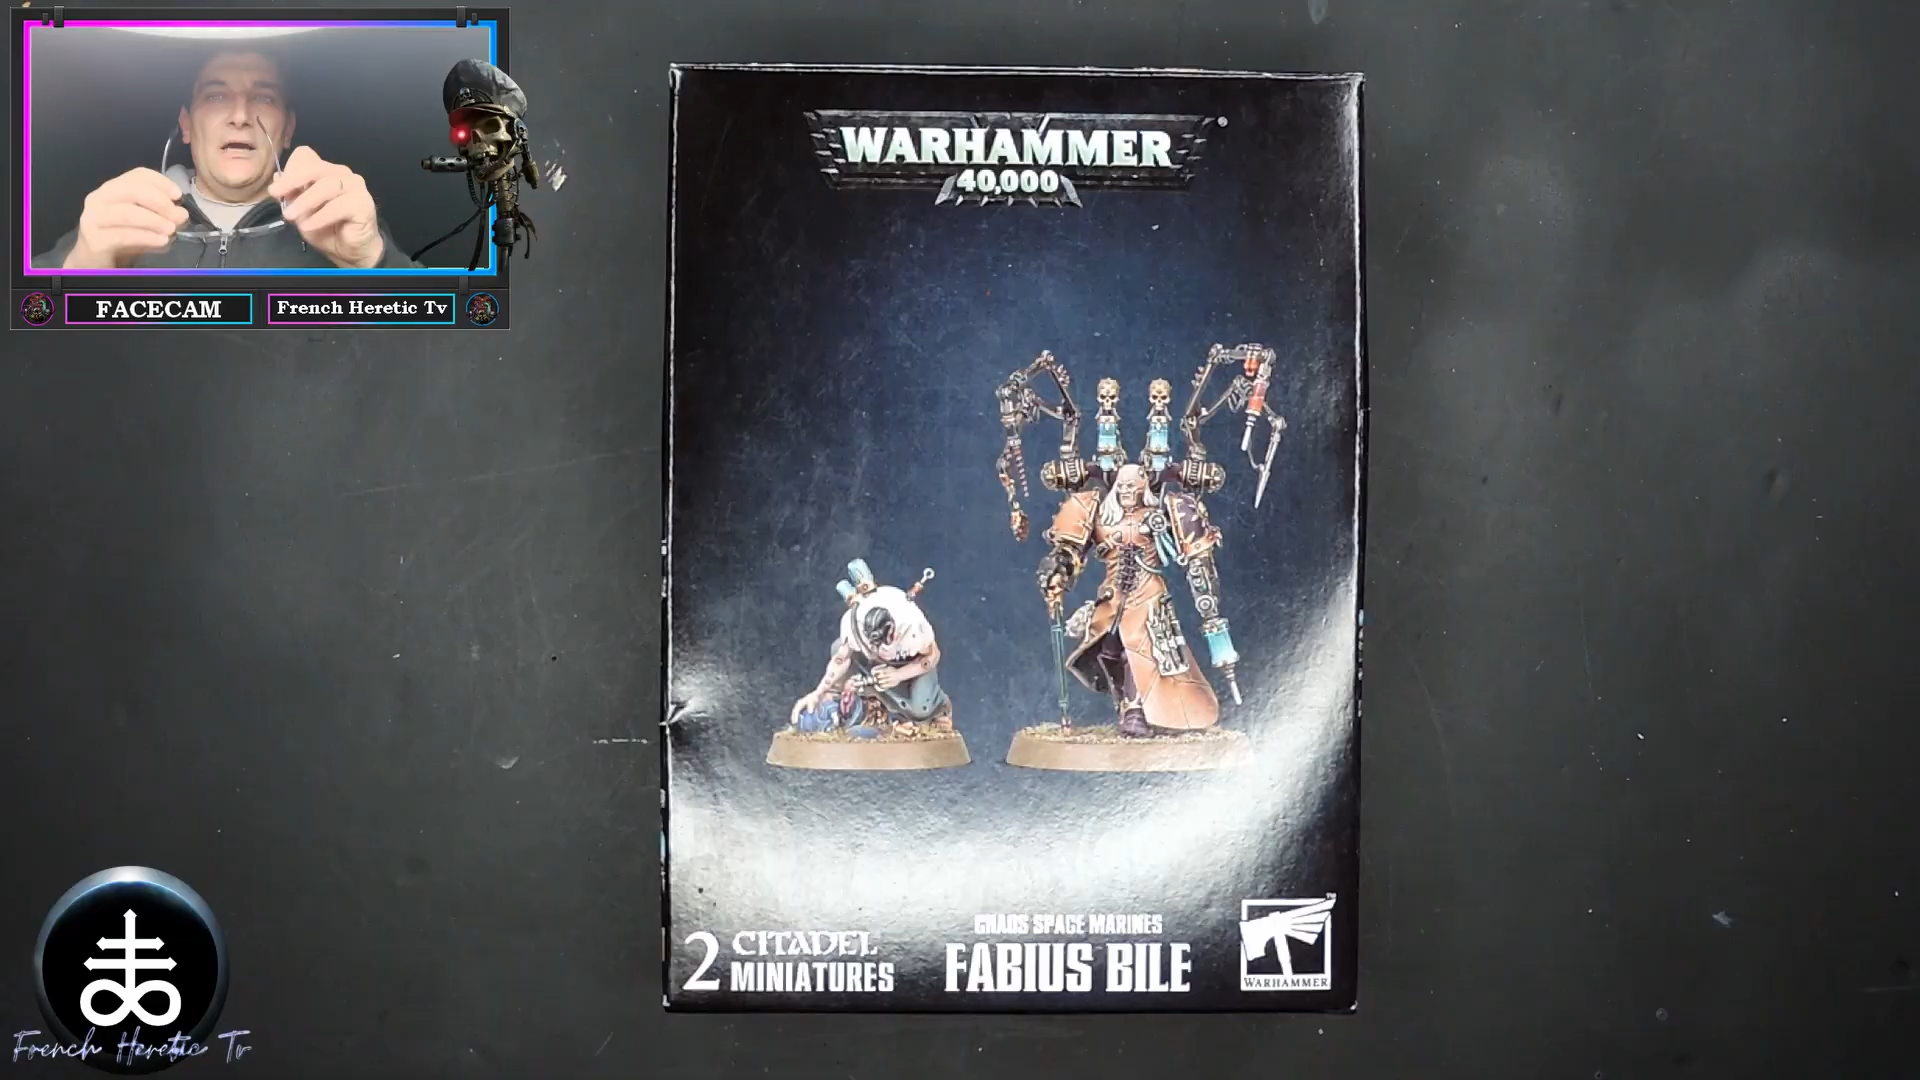 FACECAM
French Heretic Tv
WARHAMMER
40,000
2 CITADEL
MINIATURES
CHAOS SPACE MARINES
FABIUS BILE
WARHAMMER
French Heretic Tv